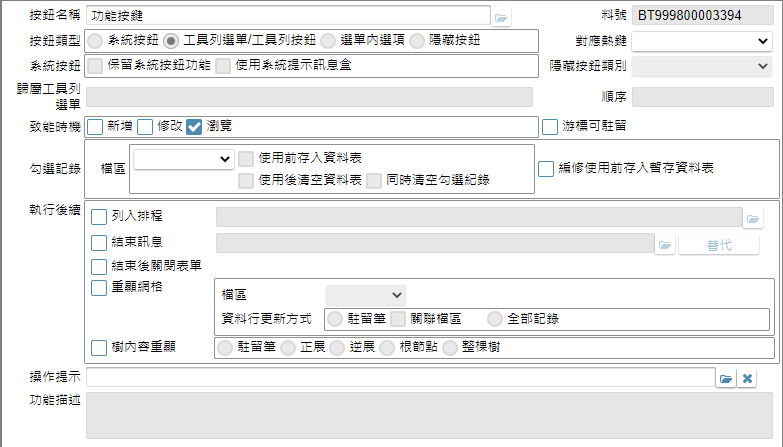 按鈕名稱 功能按鍵 料號 BT999800003394
按鈕類型 系統按鈕 工具列選單/工具列按鈕 選單內選項 隱藏按鈕 對應熱鍵
系統按鈕 保留系統按鈕功能 使用系統提示訊息盒 隱藏按鈕類別
歸屬工具列
選單 順序
致能時機 新增 修改 瀏覽 游標可駐留
勾選記錄 檔區 使用前存入資料表 編修使用前存入暫存資料表
使用後清空資料表 同時清空勾選紀錄
執行後續 列入排程
結束訊息 替代
結束後關閉表單
重顯網格 檔區
資料行更新方式 駐留筆 關聯檔區 全部記錄
樹內容重顯 駐留筆 正展 逆展 根節點 整棵樹
操作提示
功能描述